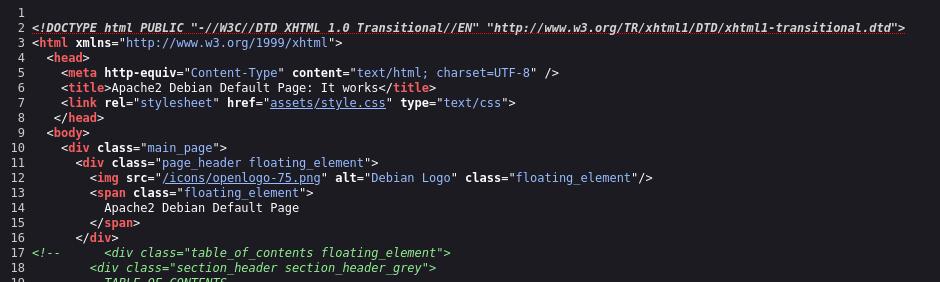 1
2 <!DOCTYPE html PUBLIC "-//W3C//DTD XHTML 1.0 Transitional//EN" "http://www.w3.org/TR/xhtml1/DTD/xhtml1-transitional.dtd">
3 <html xmlns="http://www.w3.org/1999/xhtml">
4   <head>
5     <meta http-equiv="Content-Type" content="text/html; charset=UTF-8" />
6     <title>Apache2 Debian Default Page: It works</title>
7     <link rel="stylesheet" href="assets/style.css" type="text/css">
8    </head>
9   <body>
10     <div class="main_page">
11       <div class="page_header floating_element">
12         <img src="/icons/openlogo-75.png" alt="Debian Logo" class="floating_element"/>
13         <span class="floating_element">
14           Apache2 Debian Default Page
15         </span>
16       </div>
17 <!--      <div class="table_of_contents floating_element">
18         <div class="section_header section_header_grey">
19           TABLE OF CONTENTS